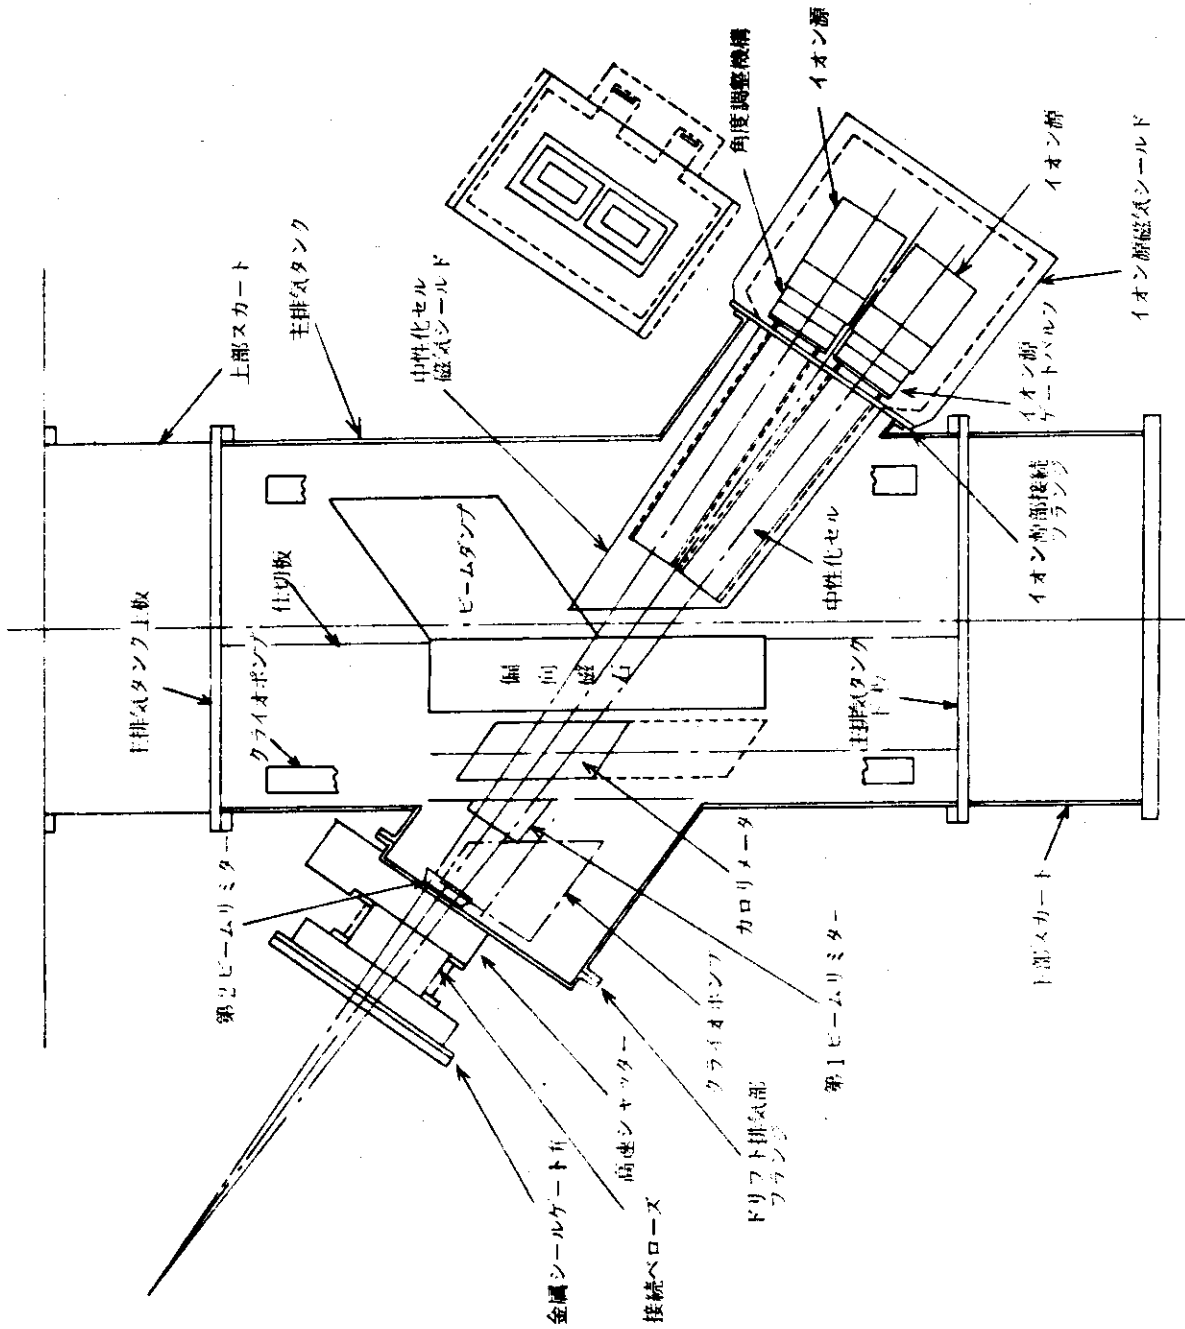 上部スカート
主排気タンク
中性化セル
磁気シールド
角度調整機構
イオン源
イオン源
イオン源磁気シールド
イオン源
ゲートバルブ
イオン源部接続
フランジ
中性化セル
ビームダンプ
仕切板
主排気タンク上板
クライオポンプ
偏向磁石
主排気タンク
カロリメータ
下部スカート
第2ビームリミター
第1ビームリミター
クライオポンプ
ドリフト排気部
フランジ
高速シャッター
接続ベローズ
金属シールゲート弁